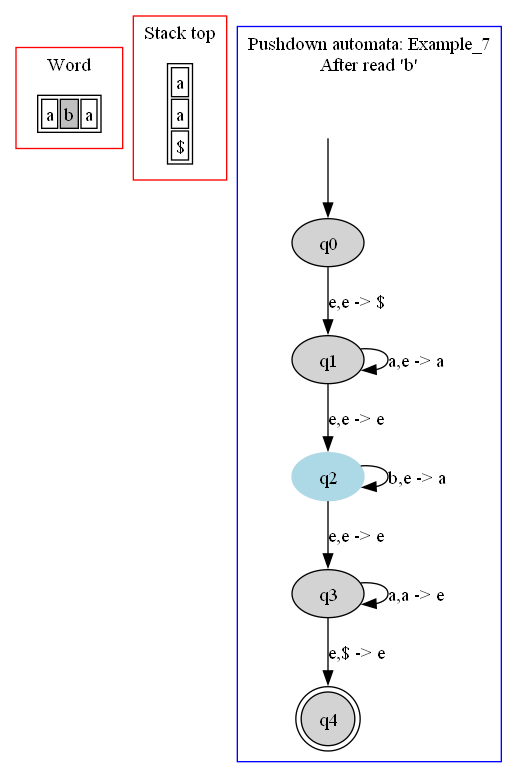 Word
a b a
Stack top
a
a
$
Pushdown automata: Example_7
After read 'b'
q0
e,e -> $
q1
a,e -> a
e,e -> e
q2
b,e -> a
e,e -> e
q3
a,a -> e
e,$ -> e
q4